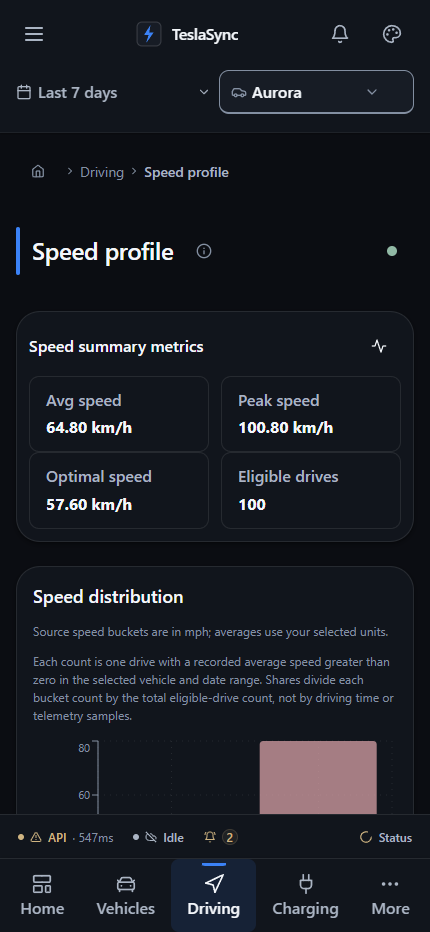 TeslaSync
Last 7 days
Aurora
Driving
Speed profile
Speed profile
Speed summary metrics
Avg speed
64.80 km/h
Peak speed
100.80 km/h
Optimal speed
57.60 km/h
Eligible drives
100
Speed distribution
Source speed buckets are in mph; averages use your selected units.
Each count is one drive with a recorded average speed greater than
zero in the selected vehicle and date range. Shares divide each
bucket count by the total eligible-drive count, not by driving time or
telemetry samples.
80
60
API · 547ms
Idle
2
Status
Home
Vehicles
Driving
Charging
More